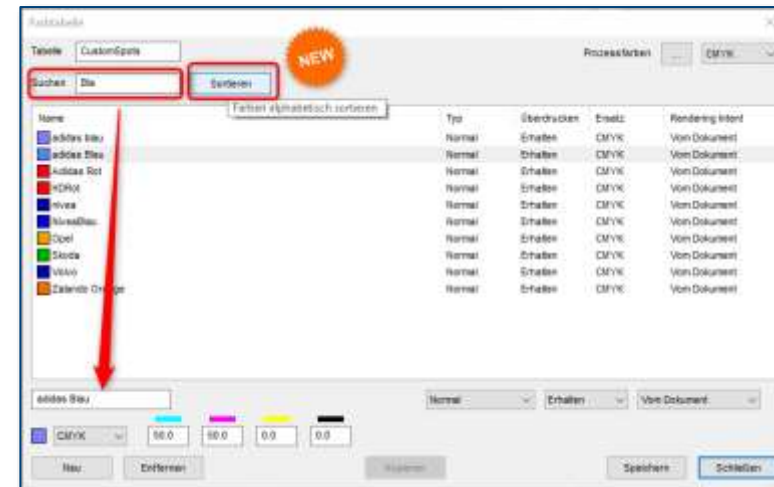 Farbtabelle
Tabelle CustomSpots Prozessfarben ... CMYK
NEW
Suchen Bla Sortieren
Farben alphabetisch sortieren
Name Typ Überdrucken Ersatz Rendering Intent
adidas blau Normal Erhalten CMYK Vom Dokument
adidas Blau Normal Erhalten CMYK Vom Dokument
Adidas Rot Normal Erhalten CMYK Vom Dokument
HDRot Normal Erhalten CMYK Vom Dokument
nivea Normal Erhalten CMYK Vom Dokument
NiveaBlau Normal Erhalten CMYK Vom Dokument
Opel Normal Erhalten CMYK Vom Dokument
Skoda Normal Erhalten CMYK Vom Dokument
Volvo Normal Erhalten CMYK Vom Dokument
Zalando Orange Normal Erhalten CMYK Vom Dokument
adidas Blau Normal Erhalten Vom Dokument
CMYK 0.0 0.0
Neu Entfernen Kopieren Speichern Schließen